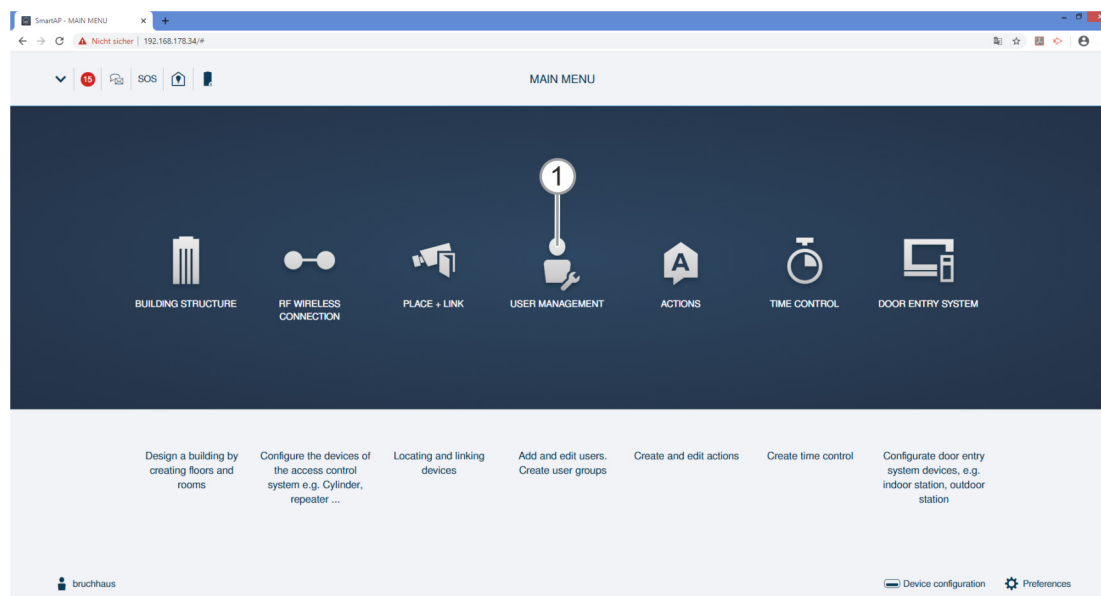 SmartAP - MAIN MENU
Nicht sicher | 192.168.178.34/#
15
SOS
MAIN MENU
1
BUILDING STRUCTURE
RF WIRELESS
CONNECTION
PLACE + LINK
USER MANAGEMENT
A
ACTIONS
TIME CONTROL
DOOR ENTRY SYSTEM
Design a building by
creating floors and
rooms
Configure the devices of
the access control
system e.g. Cylinder,
repeater ...
Locating and linking
devices
Add and edit users.
Create user groups
Create and edit actions
Create time control
Configurate door entry
system devices, e.g.
indoor station, outdoor
station
bruchhaus
Device configuration
Preferences